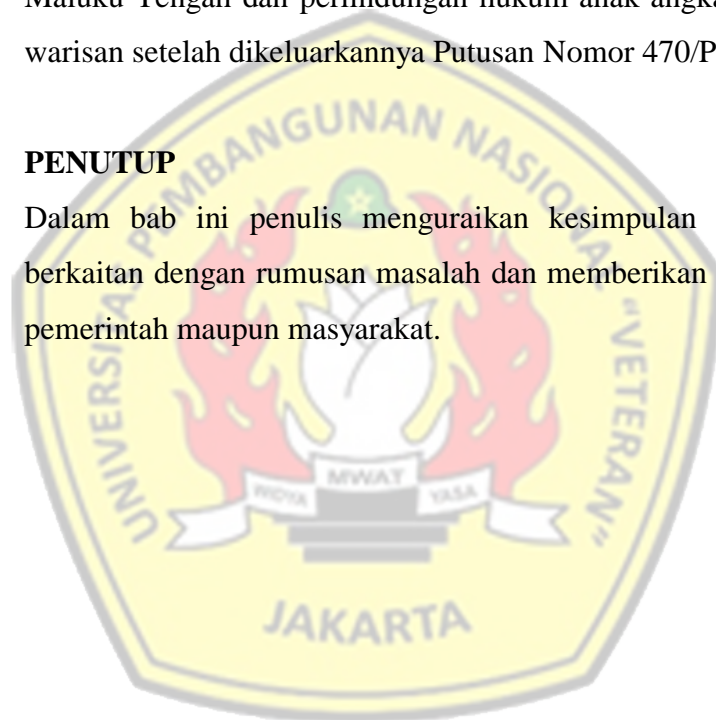 Maluku Tengah dan perlindungan hukum anak angka
warisan setelah dikeluarkannya Putusan Nomor 470/P
PENUTUP
Dalam bab ini penulis menguraikan kesimpulan
berkaitan dengan rumusan masalah dan memberikan
pemerintah maupun masyarakat.
UNIVERSITAS PEMBANGUNAN NASIONAL "VETERAN"
WIDYA MWAT YASA
JAKARTA